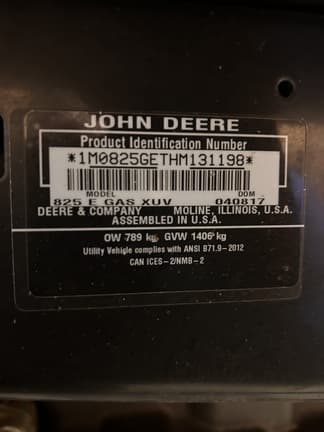 JOHN DEERE
Product Identification Number
*1M0825GETHM131198*
MODEL DOM
825 E GAS XUV 040817
DEERE & COMPANY MOLINE, ILLINOIS, U.S.A.
ASSEMBLED IN U.S.A.
OW 789 kg GVW 1406 kg
Utility Vehicle complies with ANSI B71.9-2012
CAN ICES-2/NMB-2